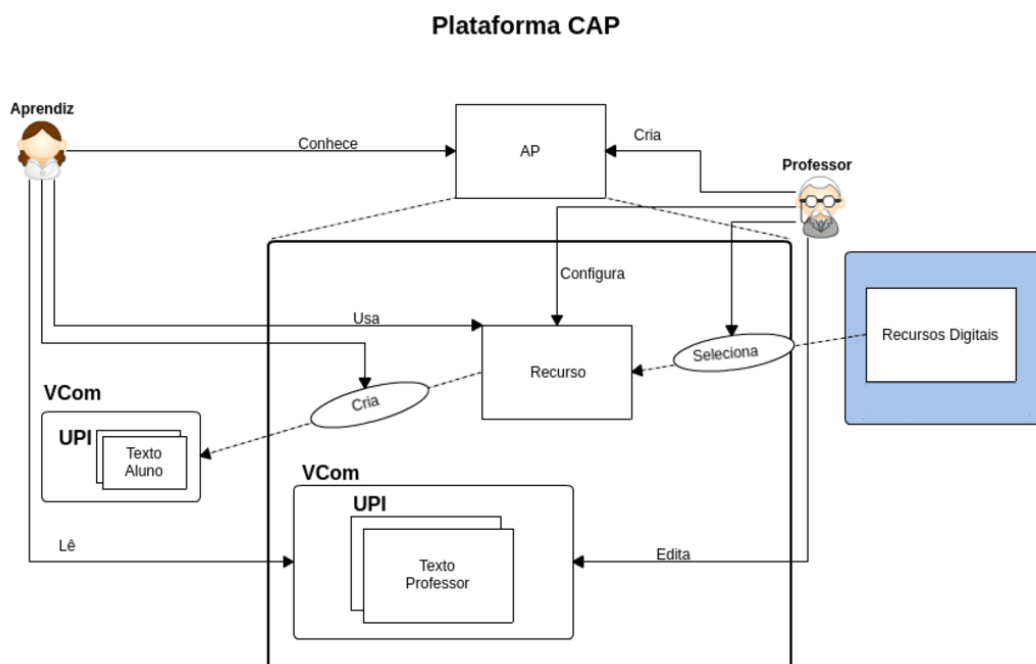 Plataforma CAP
Aprendiz
Conhece
AP
Cria
Professor
Configura
Usa
Recurso
Seleciona
Recursos Digitais
Cria
VCom
UPI
Texto
Aluno
VCom
UPI
Lê
Texto
Professor
Edita